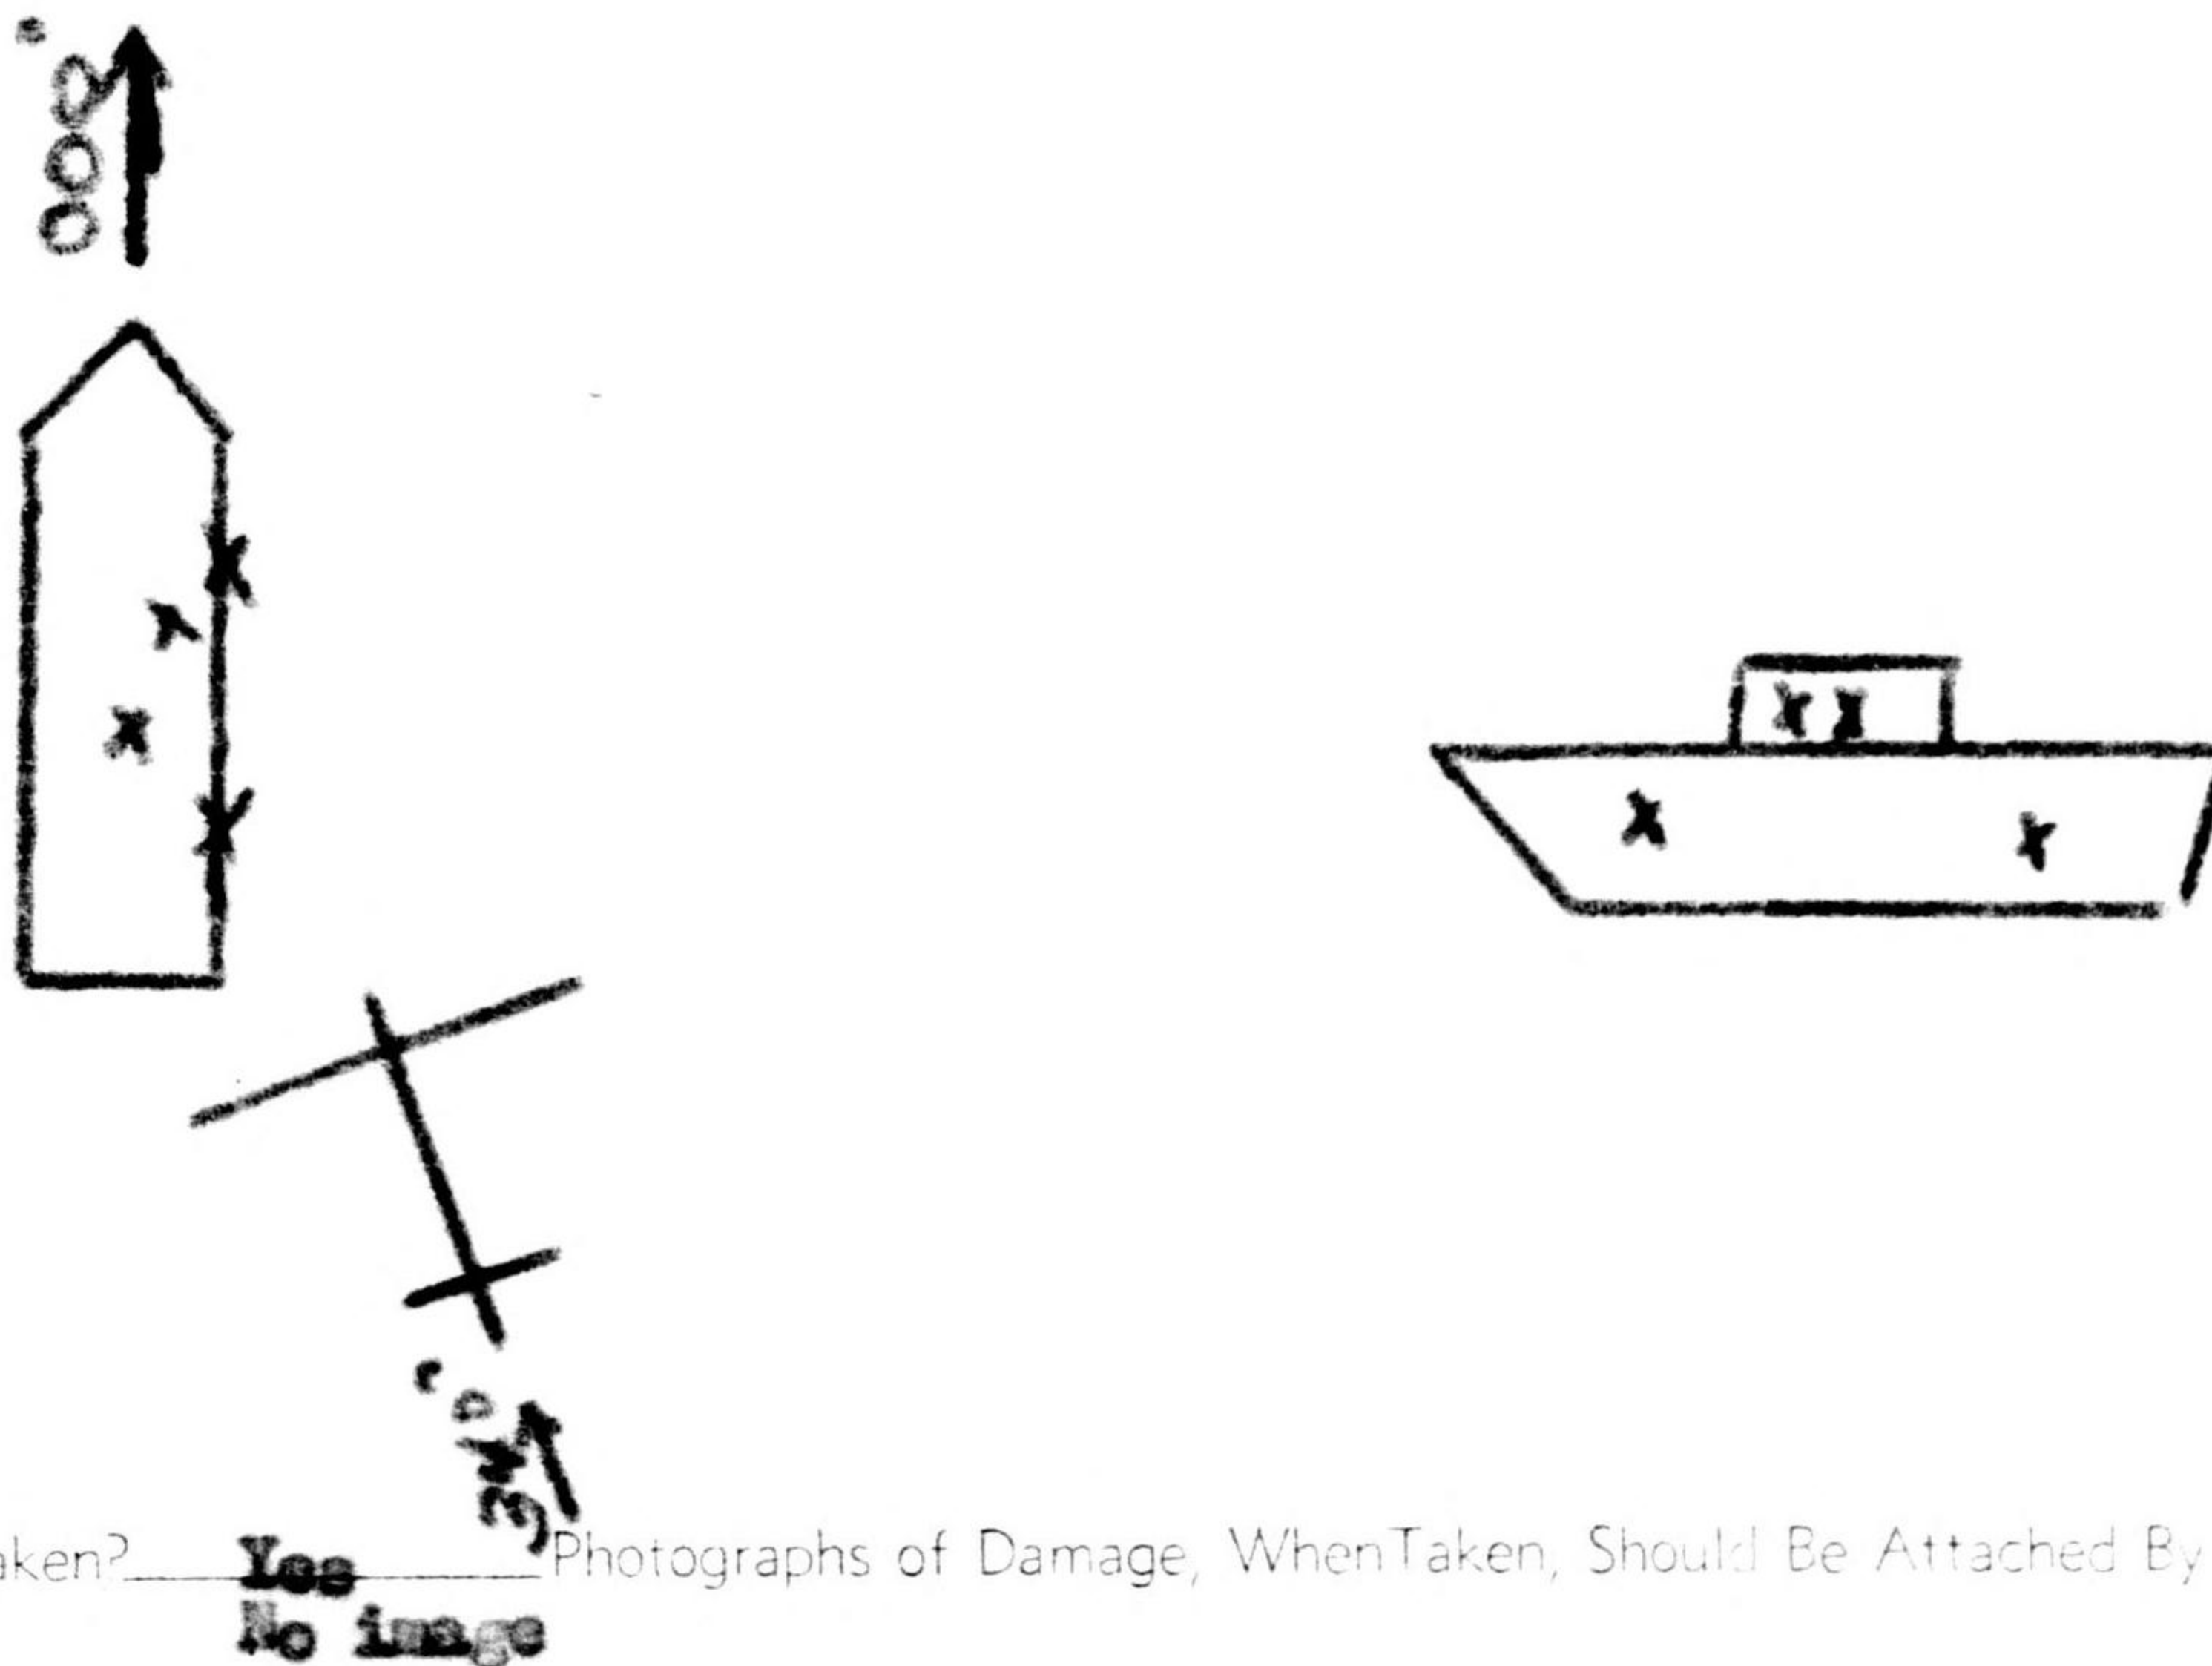 000°
340°
aken? Yes Photographs of Damage, When Taken, Should Be Attached By
No image